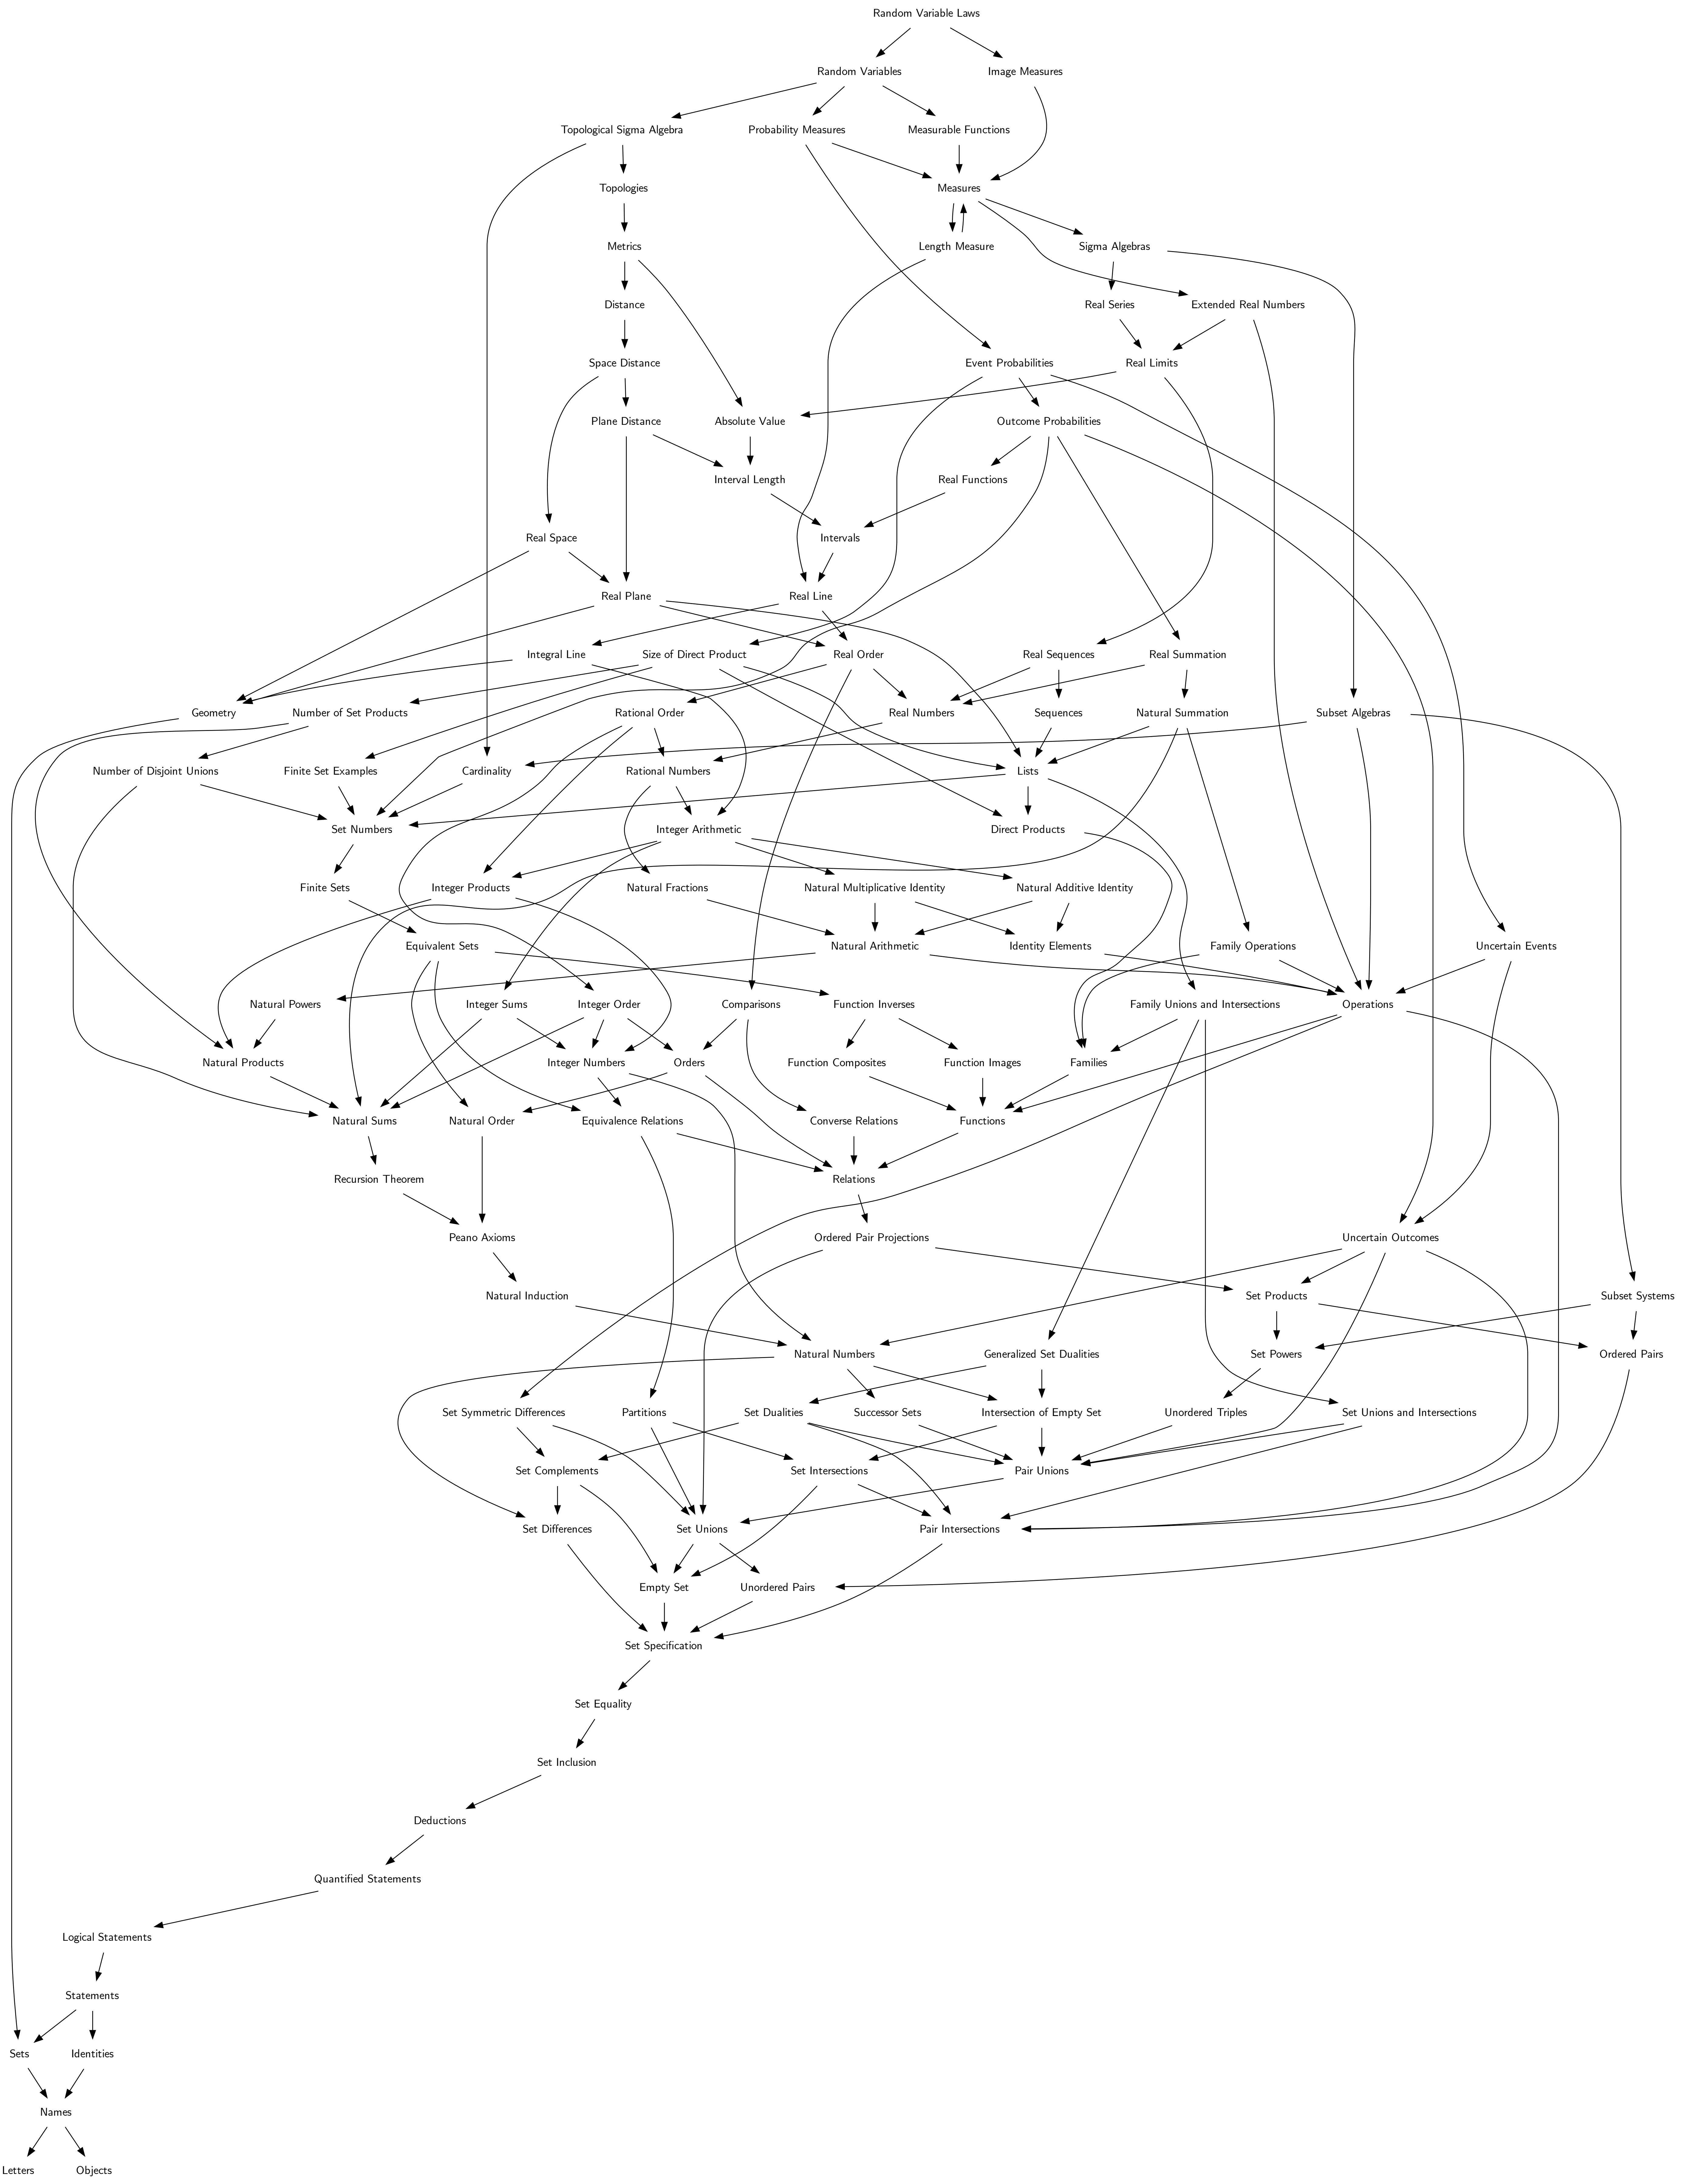 Random Variable Laws
Random Variables
Image Measures
Topological Sigma Algebra
Probability Measures
Measurable Functions
Topologies
Measures
Metrics
Length Measure
Sigma Algebras
Distance
Real Series
Extended Real Numbers
Space Distance
Event Probabilities
Real Limits
Plane Distance
Absolute Value
Outcome Probabilities
Interval Length
Real Functions
Real Space
Intervals
Real Plane
Real Line
Integral Line
Size of Direct Product
Real Order
Real Sequences
Real Summation
Geometry
Number of Set Products
Rational Order
Real Numbers
Sequences
Natural Summation
Subset Algebras
Number of Disjoint Unions
Finite Set Examples
Cardinality
Rational Numbers
Lists
Set Numbers
Integer Arithmetic
Direct Products
Finite Sets
Integer Products
Natural Fractions
Natural Multiplicative Identity
Natural Additive Identity
Equivalent Sets
Natural Arithmetic
Identity Elements
Family Operations
Uncertain Events
Natural Powers
Integer Sums
Integer Order
Comparisons
Function Inverses
Family Unions and Intersections
Operations
Natural Products
Integer Numbers
Orders
Function Composites
Function Images
Families
Natural Sums
Natural Order
Equivalence Relations
Converse Relations
Functions
Recursion Theorem
Relations
Peano Axioms
Ordered Pair Projections
Uncertain Outcomes
Natural Induction
Set Products
Subset Systems
Natural Numbers
Generalized Set Dualities
Set Powers
Ordered Pairs
Set Symmetric Differences
Partitions
Set Dualities
Successor Sets
Intersection of Empty Set
Unordered Triples
Set Unions and Intersections
Set Complements
Set Intersections
Pair Unions
Set Differences
Set Unions
Pair Intersections
Empty Set
Unordered Pairs
Set Specification
Set Equality
Set Inclusion
Deductions
Quantified Statements
Logical Statements
Statements
Sets
Identities
Names
Letters
Objects